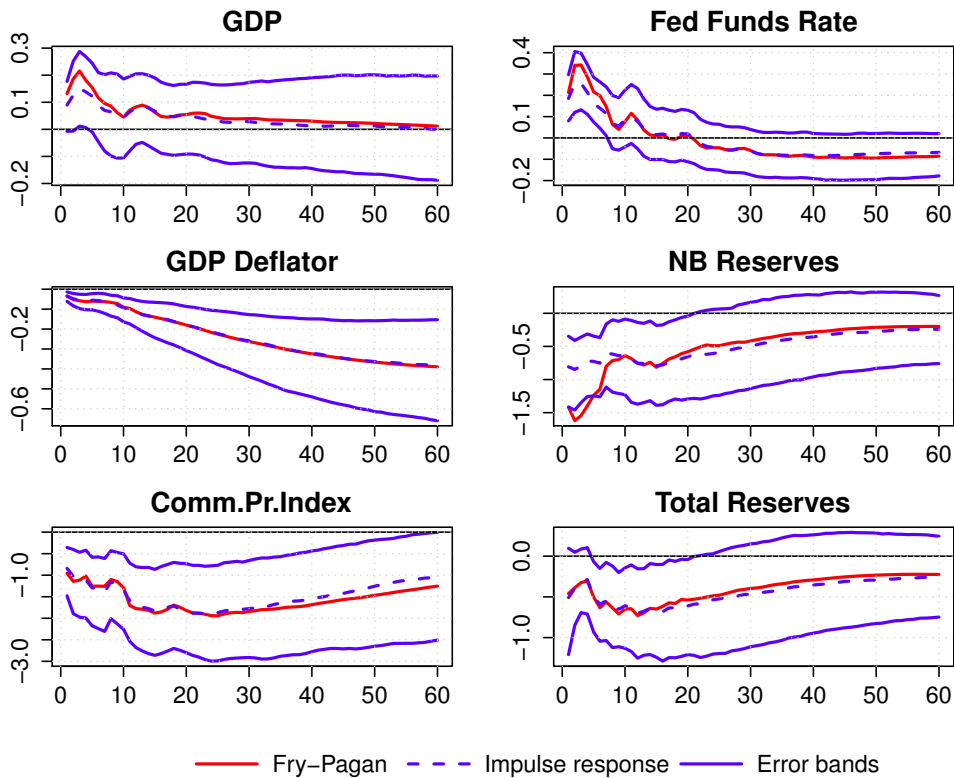 GDP
0.3
0.1
−0.2
0 10 20 30 40 50 60
Fed Funds Rate
0.4
0.1
−0.2
0 10 20 30 40 50 60
GDP Deflator
−0.2
−0.6
0 10 20 30 40 50 60
NB Reserves
−0.5
−1.5
0 10 20 30 40 50 60
Comm.Pr.Index
−1.0
−3.0
0 10 20 30 40 50 60
Total Reserves
0.0
−1.0
0 10 20 30 40 50 60
Fry−Pagan Impulse response Error bands